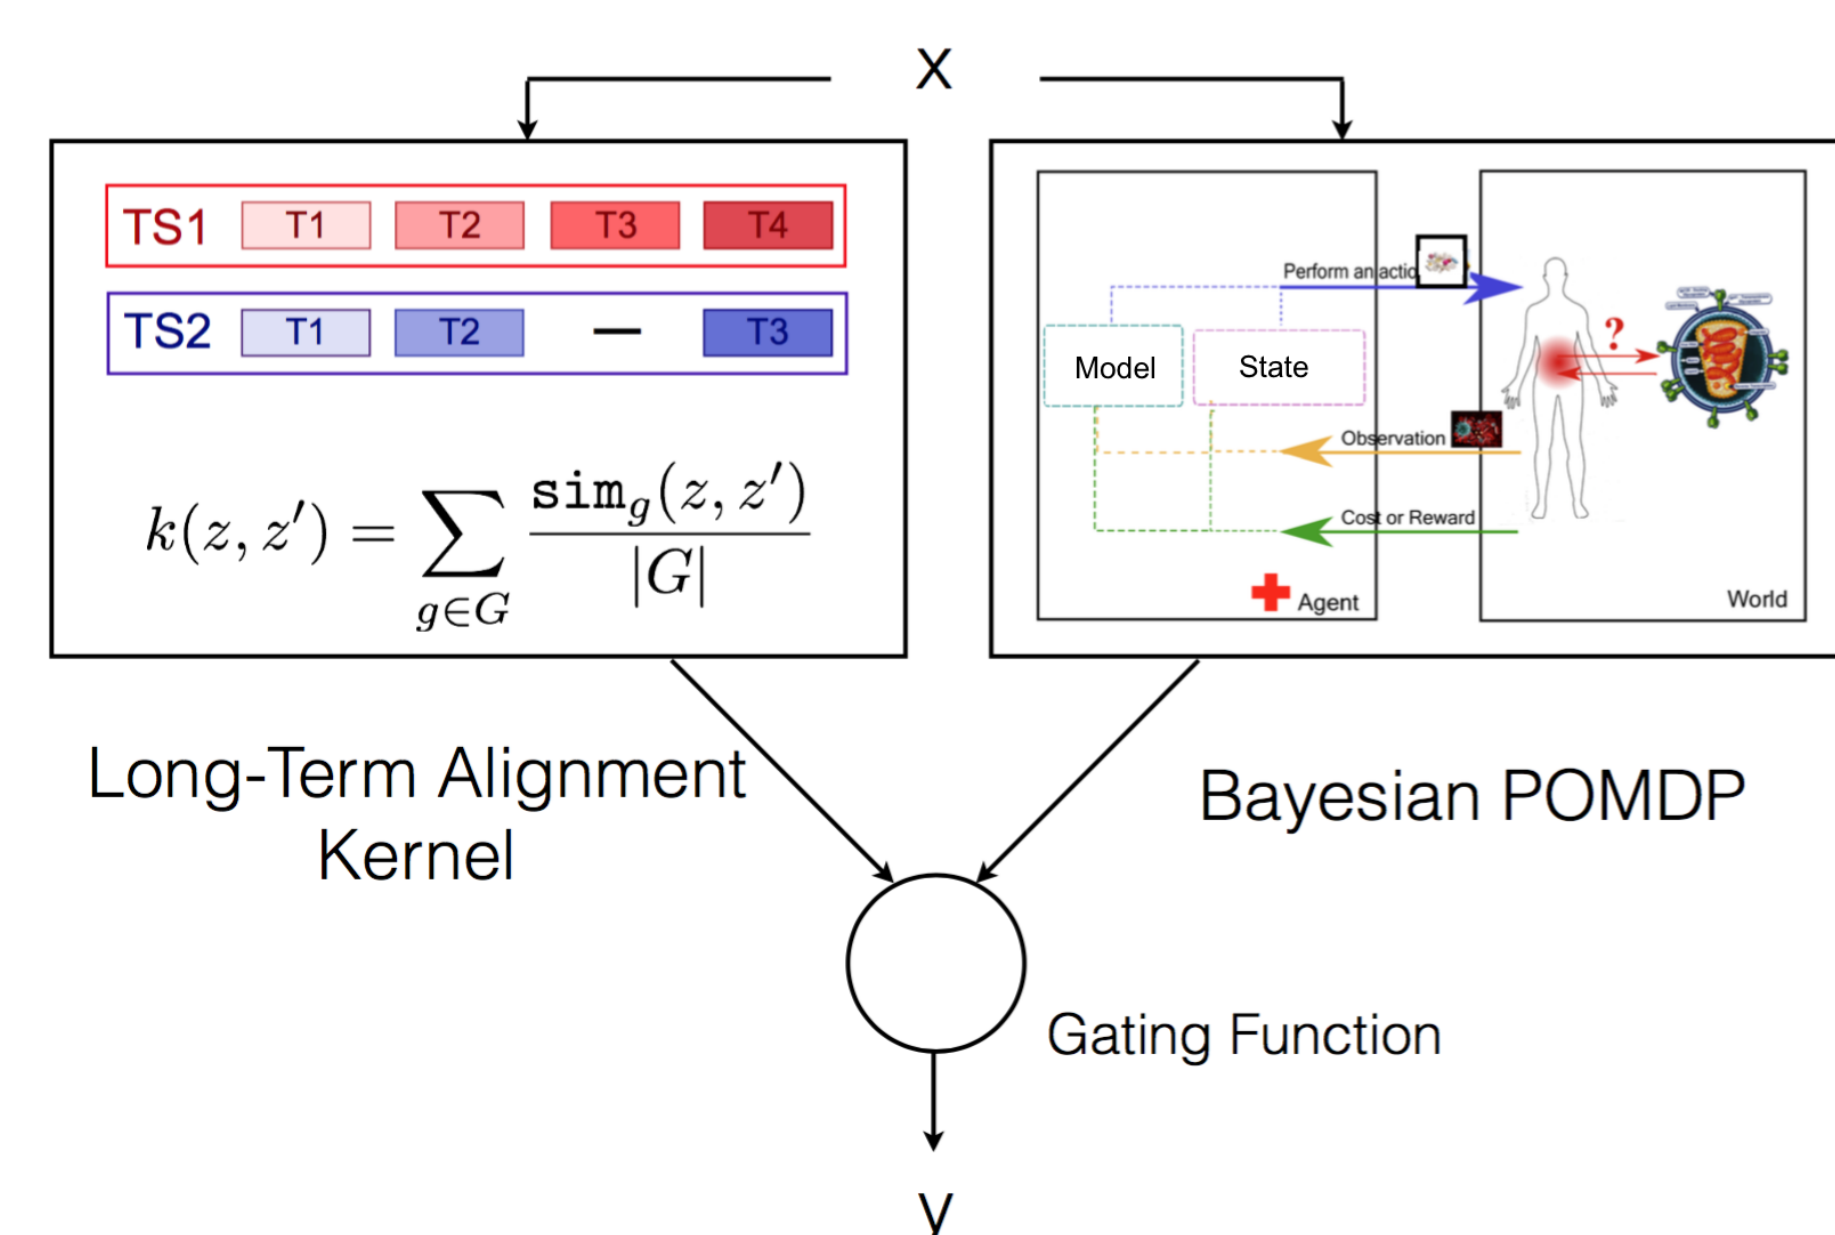 X
TS1 T1 T2 T3 T4
TS2 T1 T2 — T3
k(z, z′) = ∑ g∈G sim_g(z, z′) / |G|
Long-Term Alignment
Kernel
Perform an actio
Model
State
?
Observation
Cost or Reward
Agent
World
Bayesian POMDP
Gating Function
y